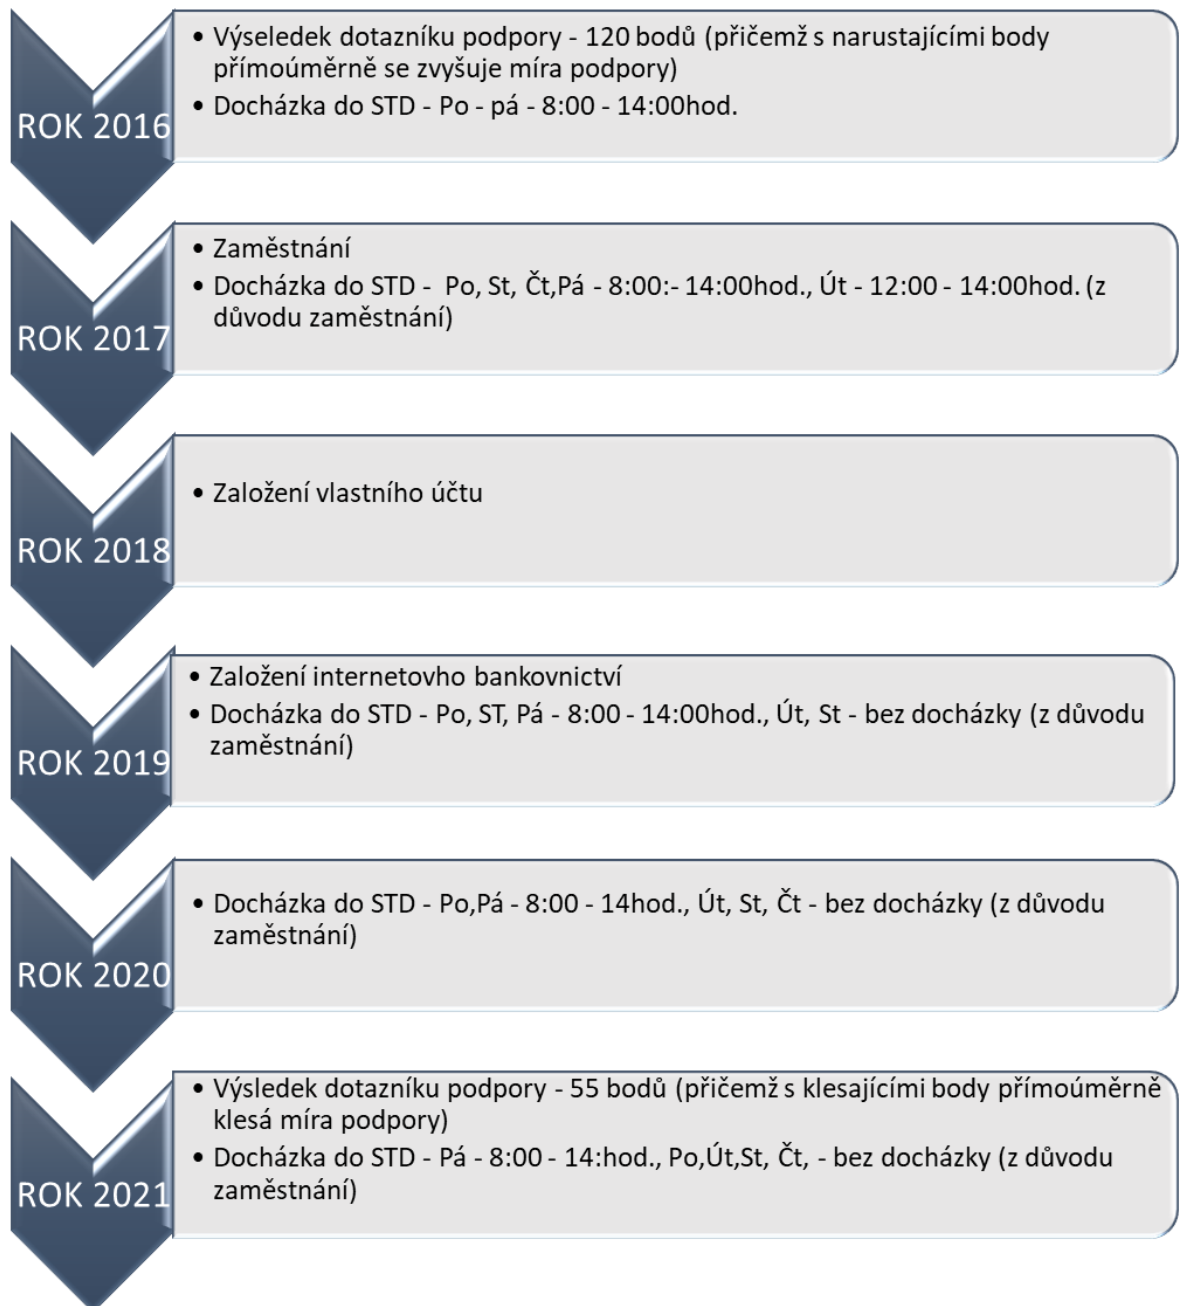 ROK 2016
• Výseledek dotazníku podpory - 120 bodů (přičemž s narustajícími body
přímoúměrně se zvyšuje míra podpory)
• Docházka do STD - Po - pá - 8:00 - 14:00hod.
ROK 2017
• Zaměstnání
• Docházka do STD -  Po, St, Čt,Pá - 8:00:- 14:00hod., Út - 12:00 - 14:00hod. (z
důvodu zaměstnání)
ROK 2018
• Založení vlastního účtu
ROK 2019
• Založení internetovho bankovnictví
• Docházka do STD - Po, ST, Pá - 8:00 - 14:00hod., Út, St - bez docházky (z důvodu
zaměstnání)
ROK 2020
• Docházka do STD - Po,Pá - 8:00 - 14hod., Út, St, Čt - bez docházky (z důvodu
zaměstnání)
ROK 2021
• Výsledek dotazníku podpory - 55 bodů (přičemž s klesajícími body přímoúměrně
klesá míra podpory)
• Docházka do STD - Pá - 8:00 - 14:hod., Po,Út,St, Čt, - bez docházky (z důvodu
zaměstnání)